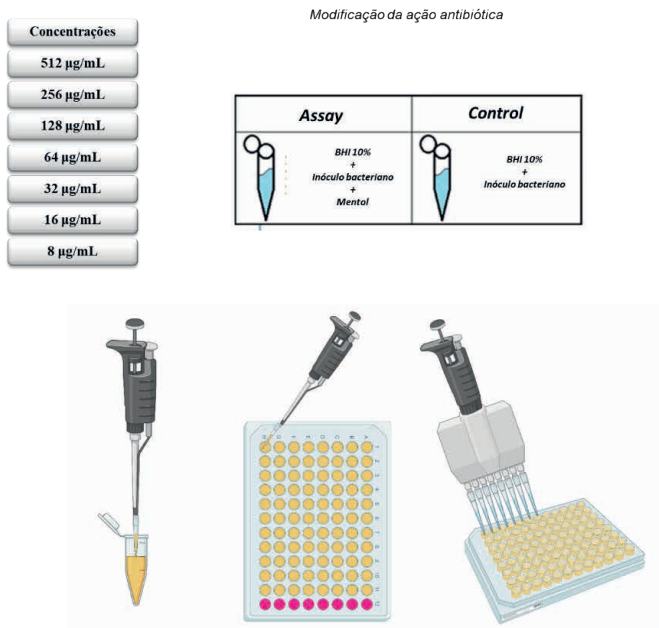 Modificação da ação antibiótica
Concentrações
512 µg/mL
256 µg/mL
128 µg/mL
64 µg/mL
32 µg/mL
16 µg/mL
8 µg/mL
Assay
BHI 10%
+
Inóculo bacteriano
+
Mentol
Control
BHI 10%
+
Inóculo bacteriano